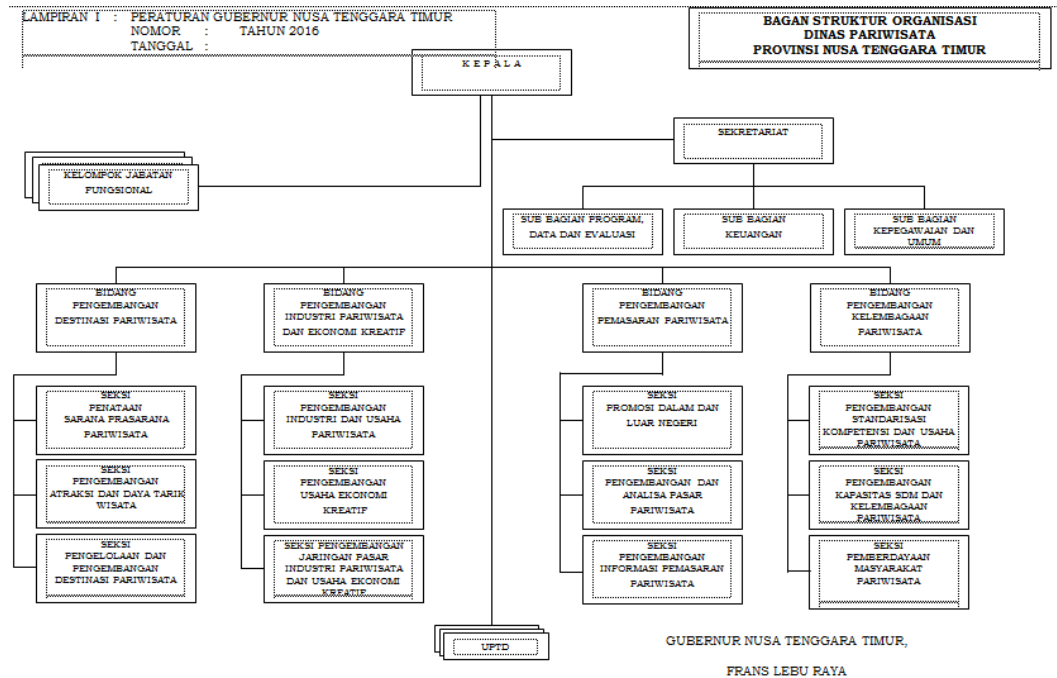 LAMPIRAN I : PERATURAN GUBERNUR NUSA TENGGARA TIMUR
NOMOR : TAHUN 2016
TANGGAL :
BAGAN STRUKTUR ORGANISASI
DINAS PARIWISATA
PROVINSI NUSA TENGGARA TIMUR
K E P A L A
SEKRETARIAT
KELOMPOK JABATAN
FUNGSIONAL
SUB BAGIAN PROGRAM,
DATA DAN EVALUASI
SUB BAGIAN
KEUANGAN
SUB BAGIAN
KEPEGAWAIAN DAN
UMUM
BIDANG
PENGEMBANGAN
DESTINASI PARIWISATA
BIDANG
PENGEMBANGAN
INDUSTRI PARIWISATA
DAN EKONOMI KREATIF
BIDANG
PENGEMBANGAN
PEMASARAN PARIWISATA
BIDANG
PENGEMBANGAN
KELEMBAGAAN
PARIWISATA
SEKSI
PENATAAN
SARANA PRASARANA
PARIWISATA
SEKSI
PENGEMBANGAN
INDUSTRI DAN USAHA
PARIWISATA
SEKSI
PROMOSI DALAM DAN
LUAR NEGERI
SEKSI
PENGEMBANGAN
STANDARISASI
KOMPETENSI DAN USAHA
PARIWISATA
SEKSI
PENGEMBANGAN
ATRAKSI DAN DAYA TARIK
WISATA
SEKSI
PENGEMBANGAN
USAHA EKONOMI
KREATIF
SEKSI
PENGEMBANGAN DAN
ANALISA PASAR
PARIWISATA
SEKSI
PENGEMBANGAN
KAPASITAS SDM DAN
KELEMBAGAAN
PARIWISATA
SEKSI
PENGELOLAAN DAN
PENGEMBANGAN
DESTINASI PARIWISATA
SEKSI PENGEMBANGAN
JARINGAN PASAR
INDUSTRI PARIWISATA
DAN USAHA EKONOMI
KREATIF
SEKSI
PENGEMBANGAN
INFORMASI PEMASARAN
PARIWISATA
SEKSI
PEMBERDAYAAN
MASYARAKAT
PARIWISATA
UPTD
GUBERNUR NUSA TENGGARA TIMUR,
FRANS LEBU RAYA